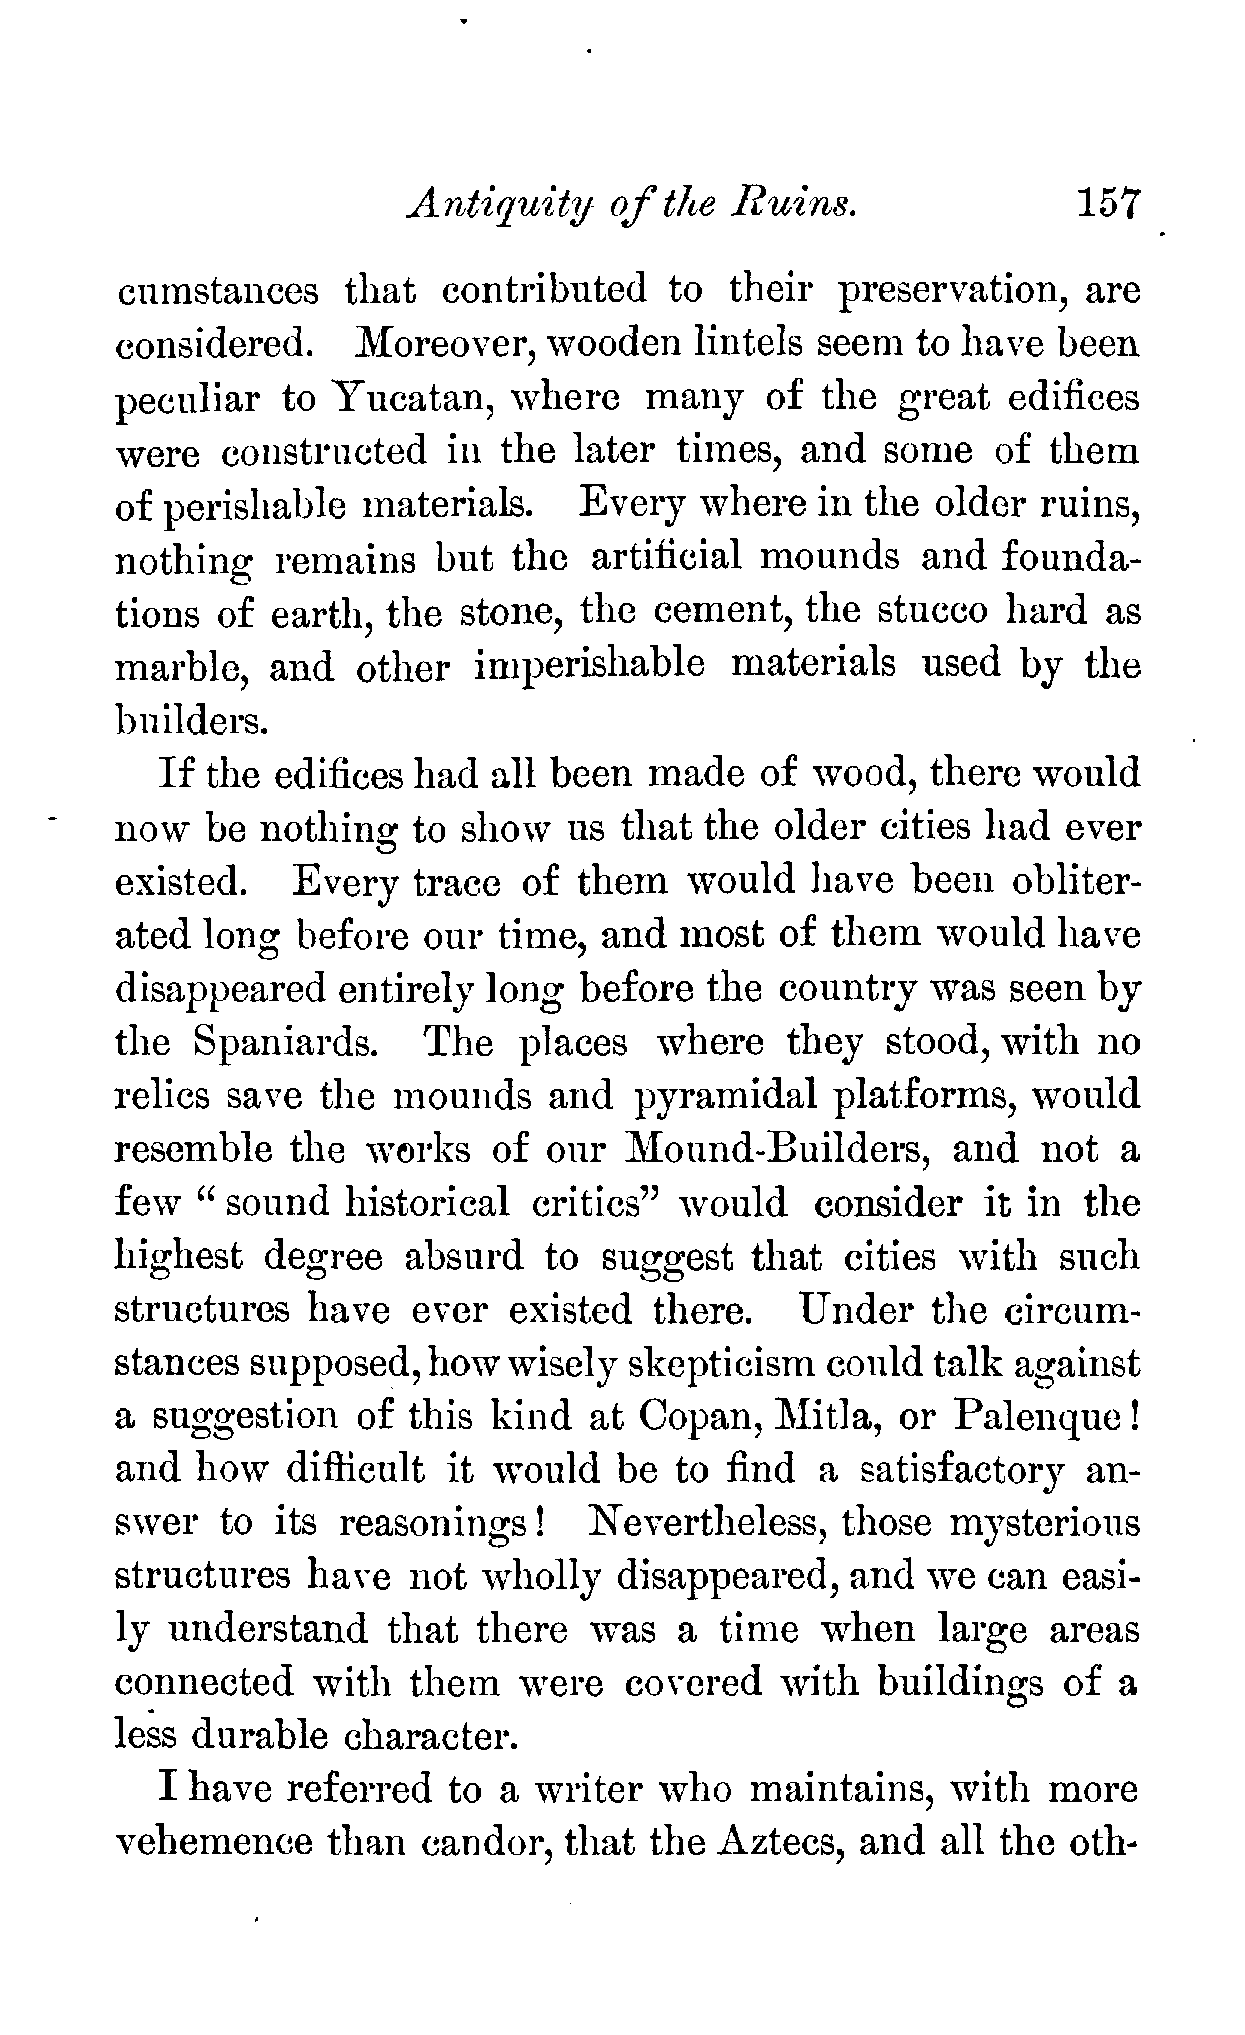 Antiquity of the Ruins. 157
cumstances that contributed to their preservation, are
considered. Moreover, wooden lintels seem to have been
peculiar to Yucatan, where many of the great edifices
were constructed in the later times, and some of them
of perishable materials. Every where in the older ruins,
nothing remains but the artificial mounds and founda-
tions of earth, the stone, the cement, the stucco hard as
marble, and other imperishable materials used by the
builders.
If the edifices had all been made of wood, there would
now be nothing to show us that the older cities had ever
existed. Every trace of them would have been obliter-
ated long before our time, and most of them would have
disappeared entirely long before the country was seen by
the Spaniards. The places where they stood, with no
relics save the mounds and pyramidal platforms, would
resemble the works of our Mound-Builders, and not a
few “ sound historical critics” would consider it in the
highest degree absurd to suggest that cities with such
structures have ever existed there. Under the circum-
stances supposed, how wisely skepticism could talk against
a suggestion of this kind at Copan, Mitla, or Palenque !
and how difficult it would be to find a satisfactory an-
swer to its reasonings ! Nevertheless, those mysterious
structures have not wholly disappeared, and we can easi-
ly understand that there was a time when large areas
connected with them were covered with buildings of a
less durable character.
I have referred to a writer who maintains, with more
vehemence than candor, that the Aztecs, and all the oth-